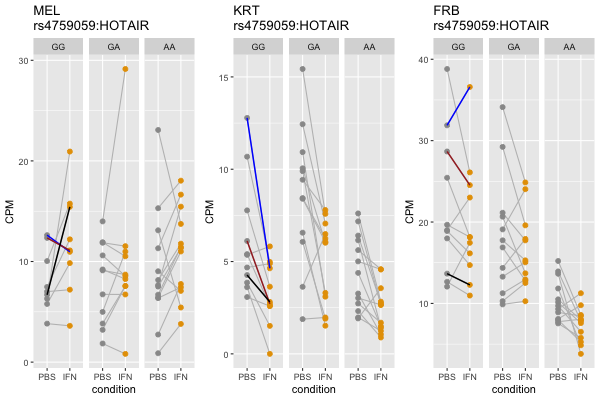 MEL
rs4759059:HOTAIR
GG GA AA
30
20
10
0
CPM
PBS IFN PBS IFN PBS IFN
condition
KRT
rs4759059:HOTAIR
GG GA AA
15
10
5
0
CPM
PBS IFN PBS IFN PBS IFN
condition
FRB
rs4759059:HOTAIR
GG GA AA
40
30
20
10
CPM
PBS IFN PBS IFN PBS IFN
condition